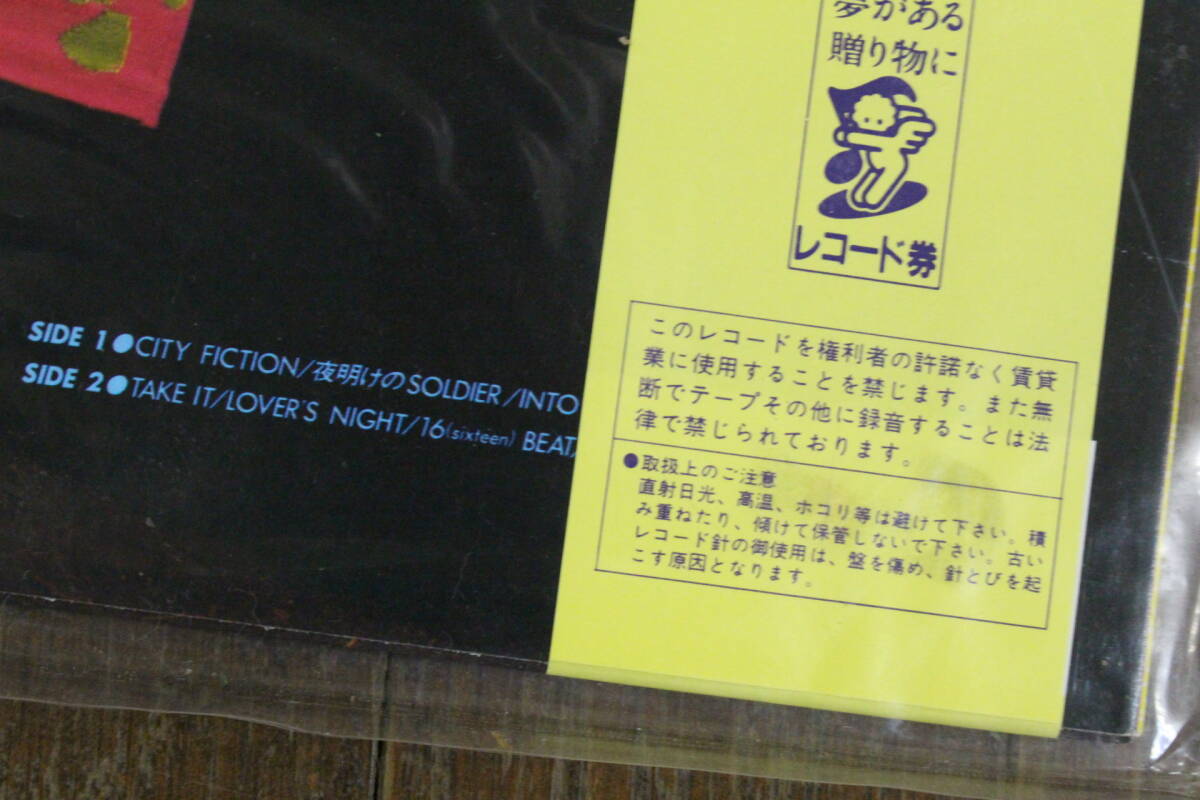 夢がある
贈り物に
レコード券
SIDE 1●CITY FICTION/夜明けのSOLDIER/INTO
SIDE 2●TAKE IT/LOVER'S NIGHT/16(sixteen) BEAT/
このレコードを権利者の許諾なく賃貸
業に使用することを禁じます。また無
断でテープその他に録音することは法
律で禁じられております。
●取扱上のご注意
直射日光、高温、ホコリ等は避けて下さい。積
み重ねたり、傾けて保管しないで下さい。古い
レコード針の御使用は、盤を傷め、針とびを起
こす原因となります。